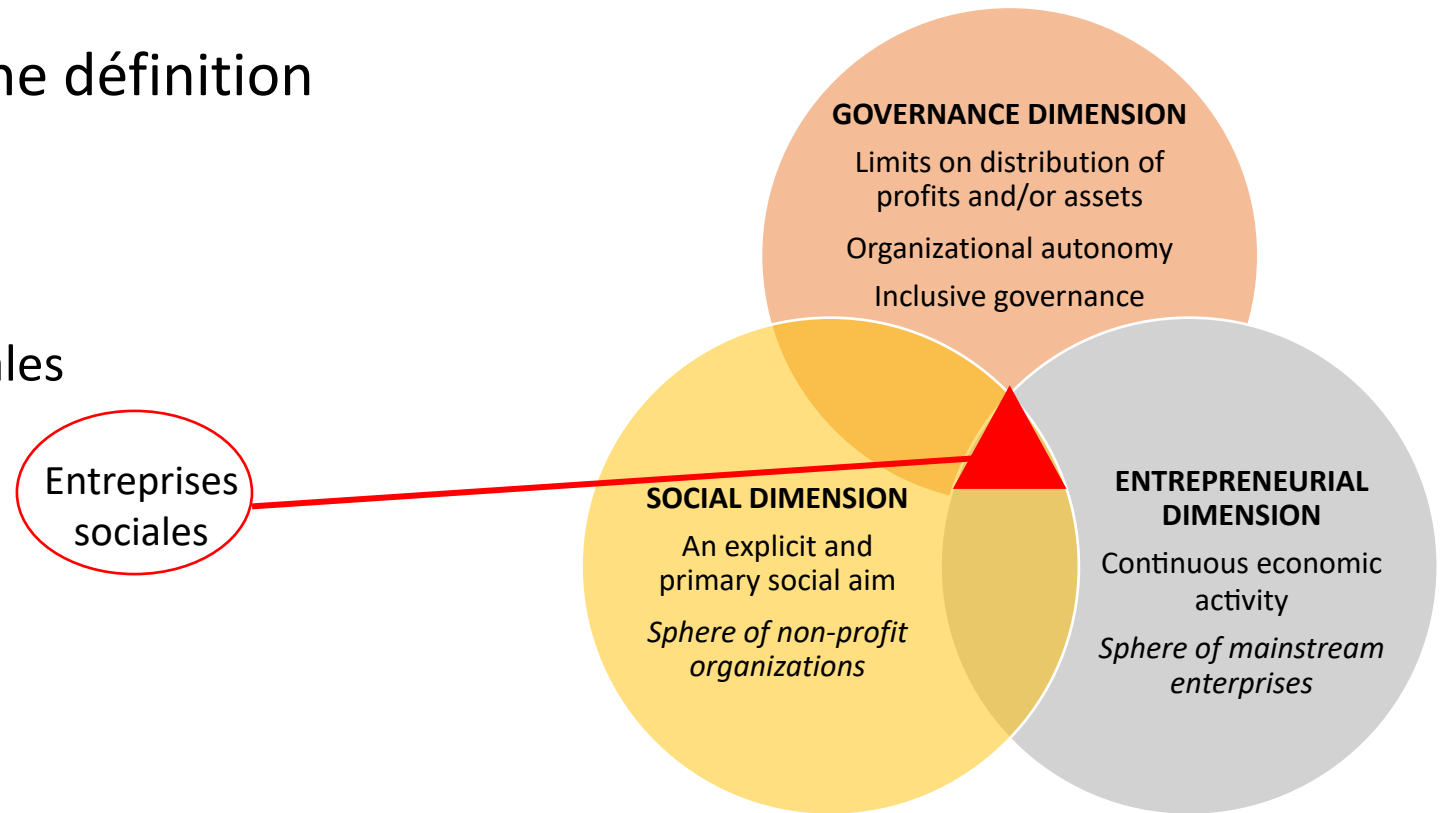 ne définition
GOVERNANCE DIMENSION
Limits on distribution of
profits and/or assets
Organizational autonomy
Inclusive governance
ales
Entreprises
sociales
SOCIAL DIMENSION
An explicit and
primary social aim
Sphere of non-profit
organizations
ENTREPRENEURIAL
DIMENSION
Continuous economic
activity
Sphere of mainstream
enterprises